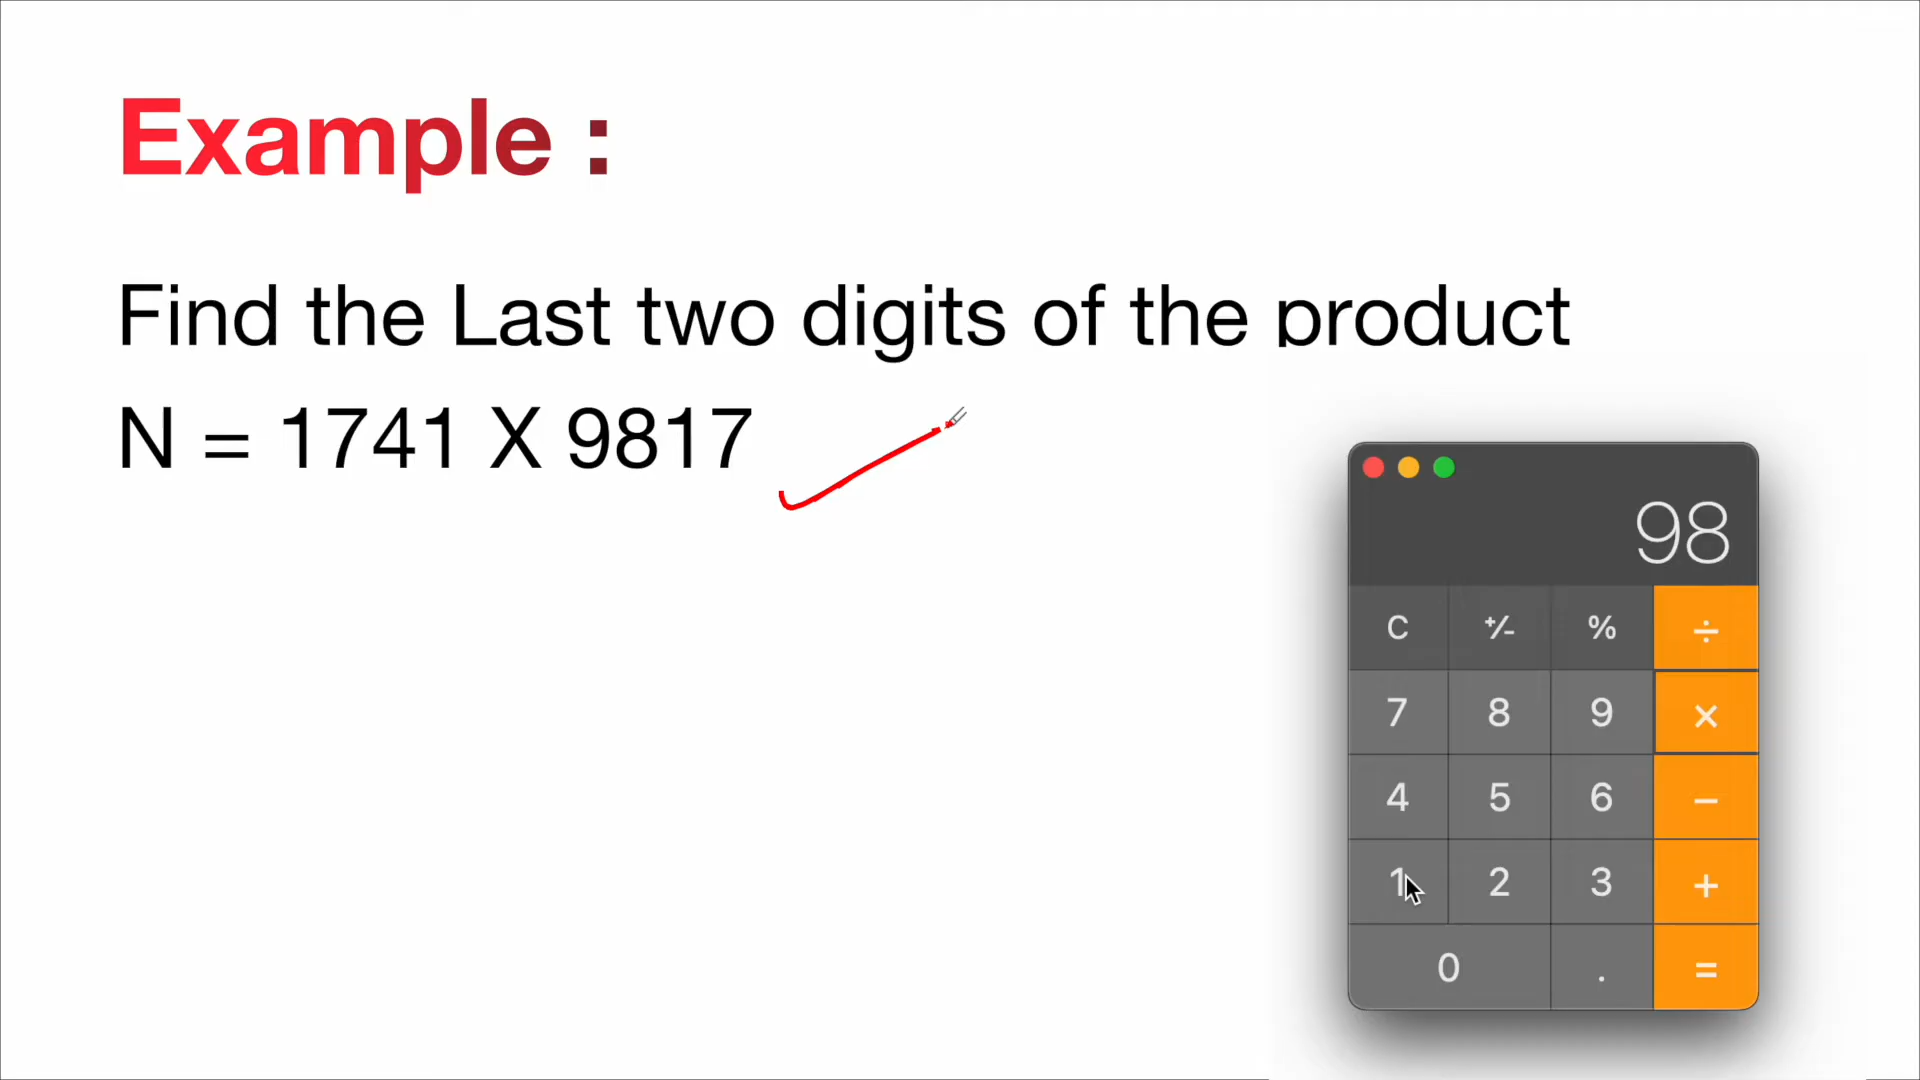 Example :
Find the Last two digits of the product
N = 1741 X 9817
98
C +/- % ÷
7 8 9 ×
4 5 6 −
1 2 3 +
0 . =